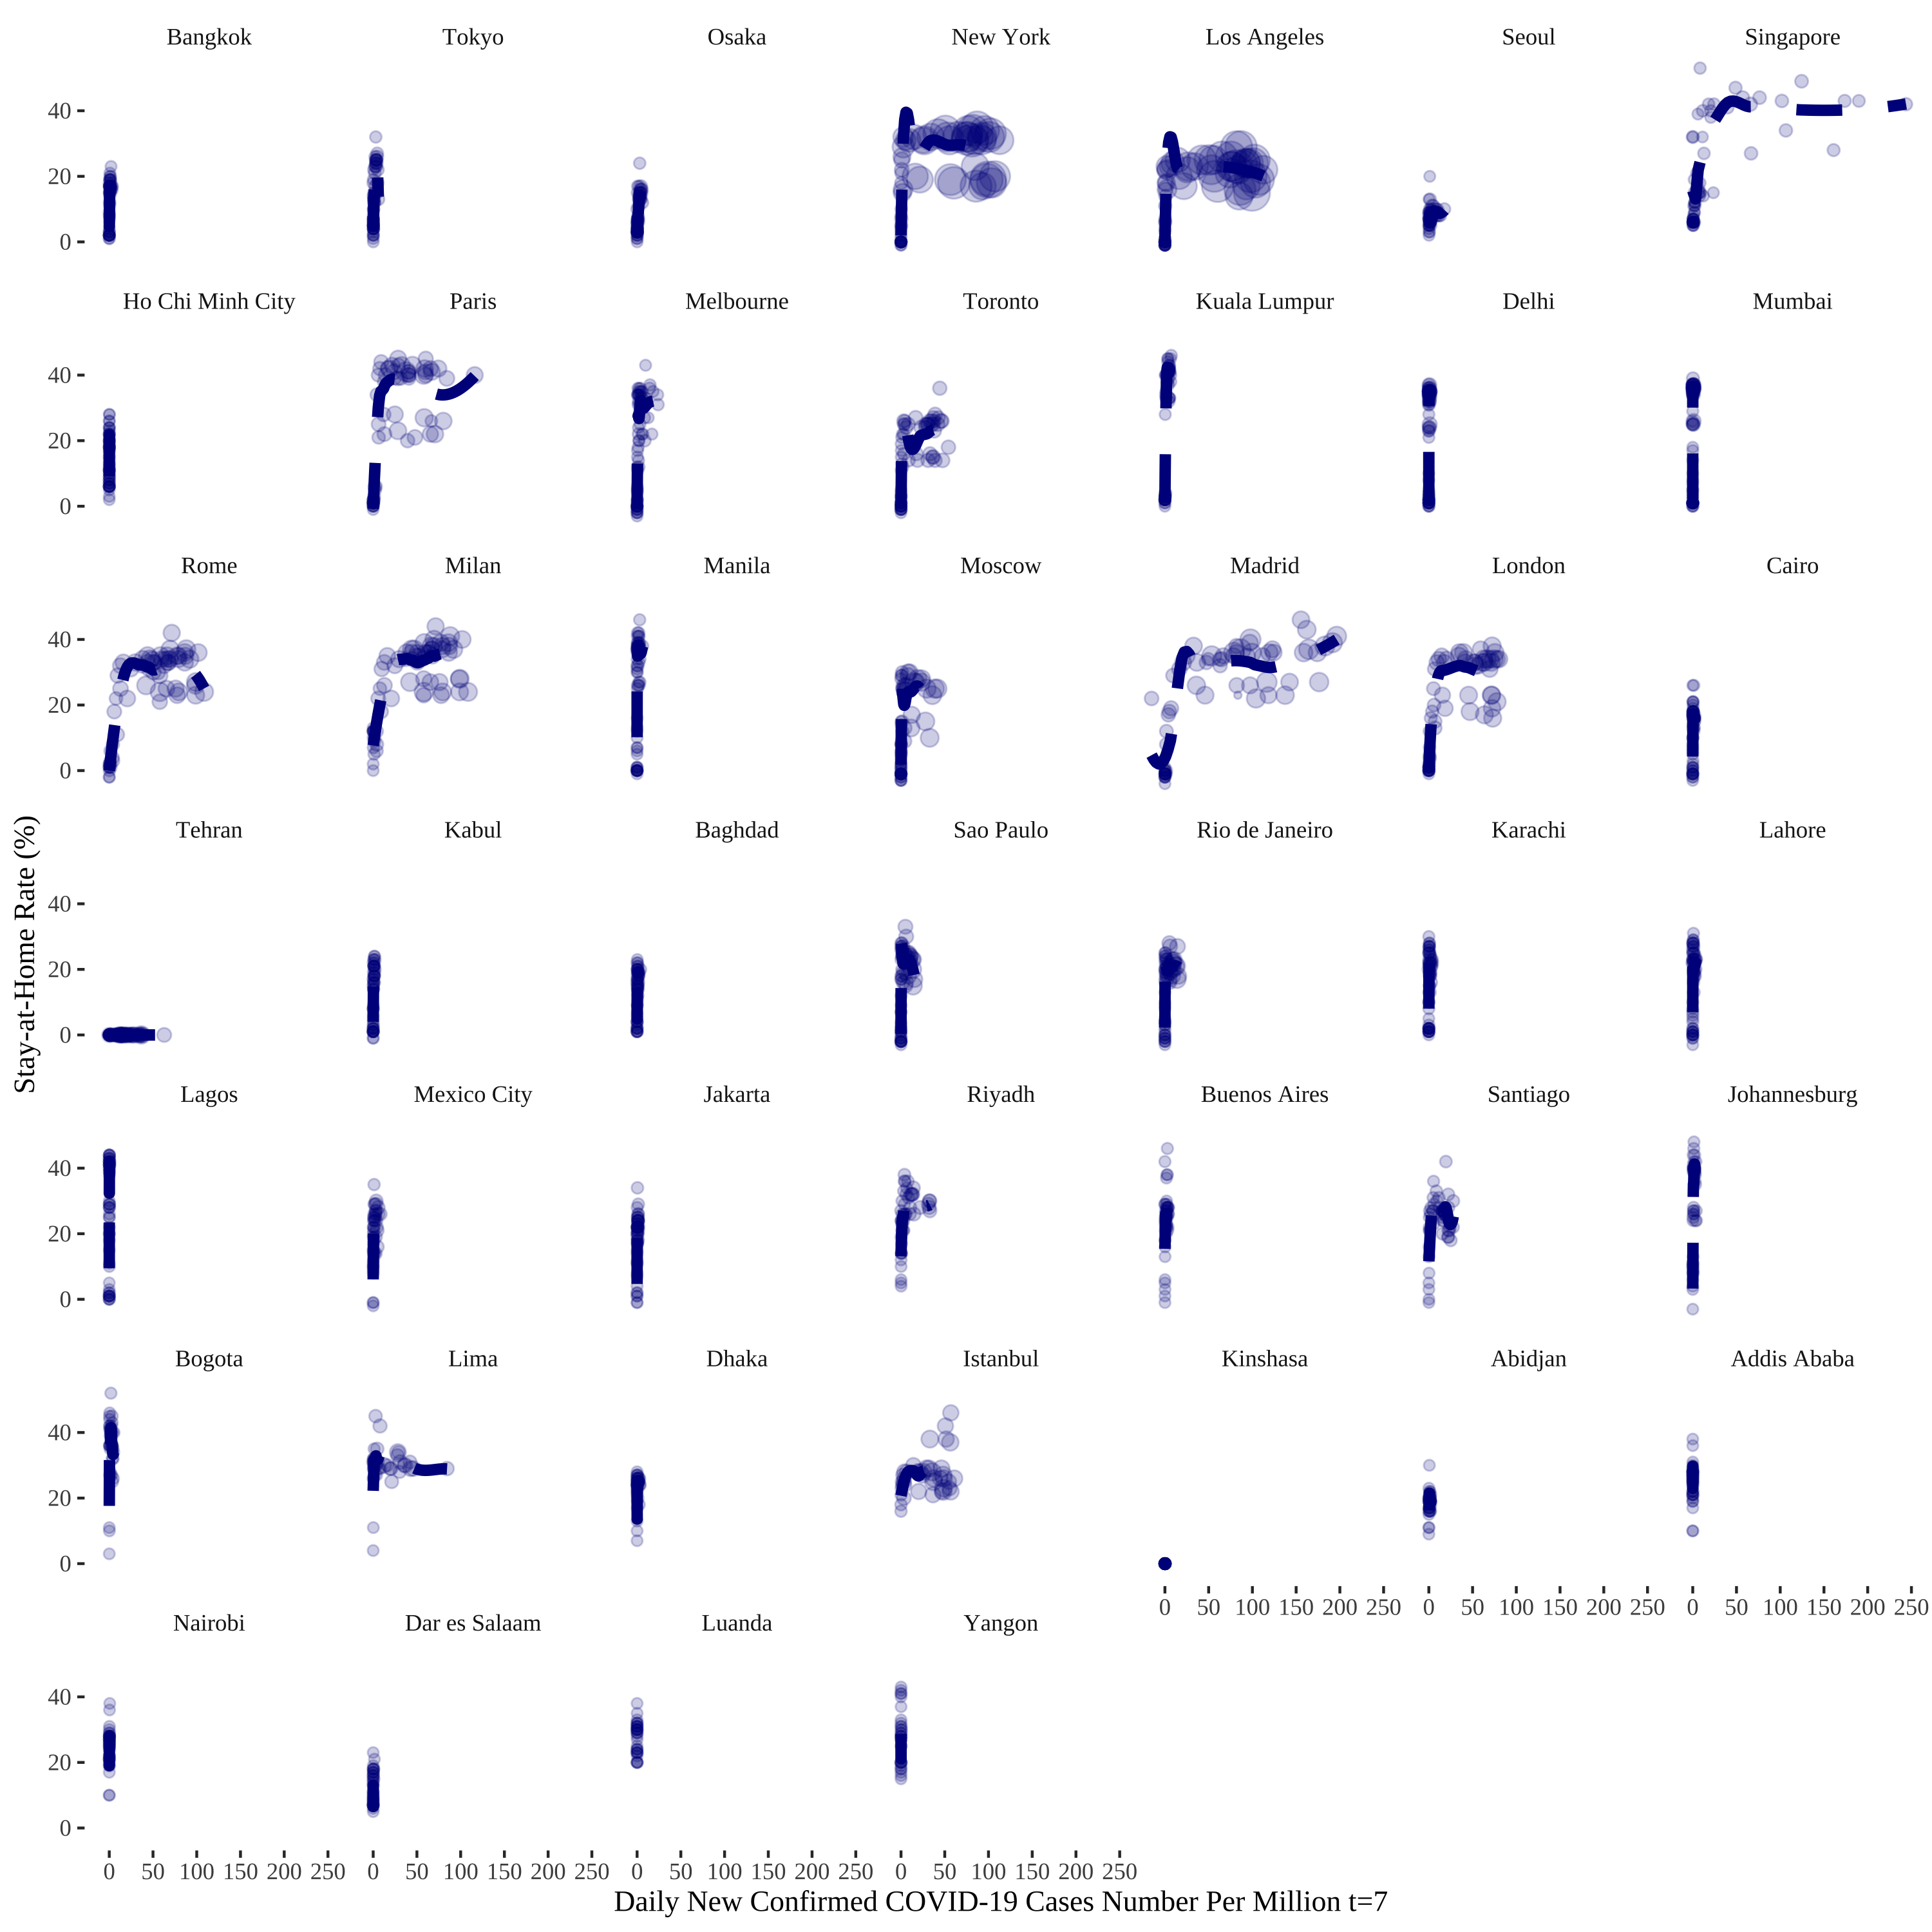 Bangkok Tokyo Osaka New York Los Angeles Seoul Singapore
40
20
0
Ho Chi Minh City Paris Melbourne Toronto Kuala Lumpur Delhi Mumbai
40
20
0
Rome Milan Manila Moscow Madrid London Cairo
40
20
0
Stay-at-Home Rate (%)
Tehran Kabul Baghdad Sao Paulo Rio de Janeiro Karachi Lahore
40
20
0
Lagos Mexico City Jakarta Riyadh Buenos Aires Santiago Johannesburg
40
20
0
Bogota Lima Dhaka Istanbul Kinshasa Abidjan Addis Ababa
40
20
0
0 50 100 150 200 250 0 50 100 150 200 250 0 50 100 150 200 250
Nairobi Dar es Salaam Luanda Yangon
40
20
0
0 50 100 150 200 250 0 50 100 150 200 250 0 50 100 150 200 250 0 50 100 150 200 250
Daily New Confirmed COVID-19 Cases Number Per Million t=7